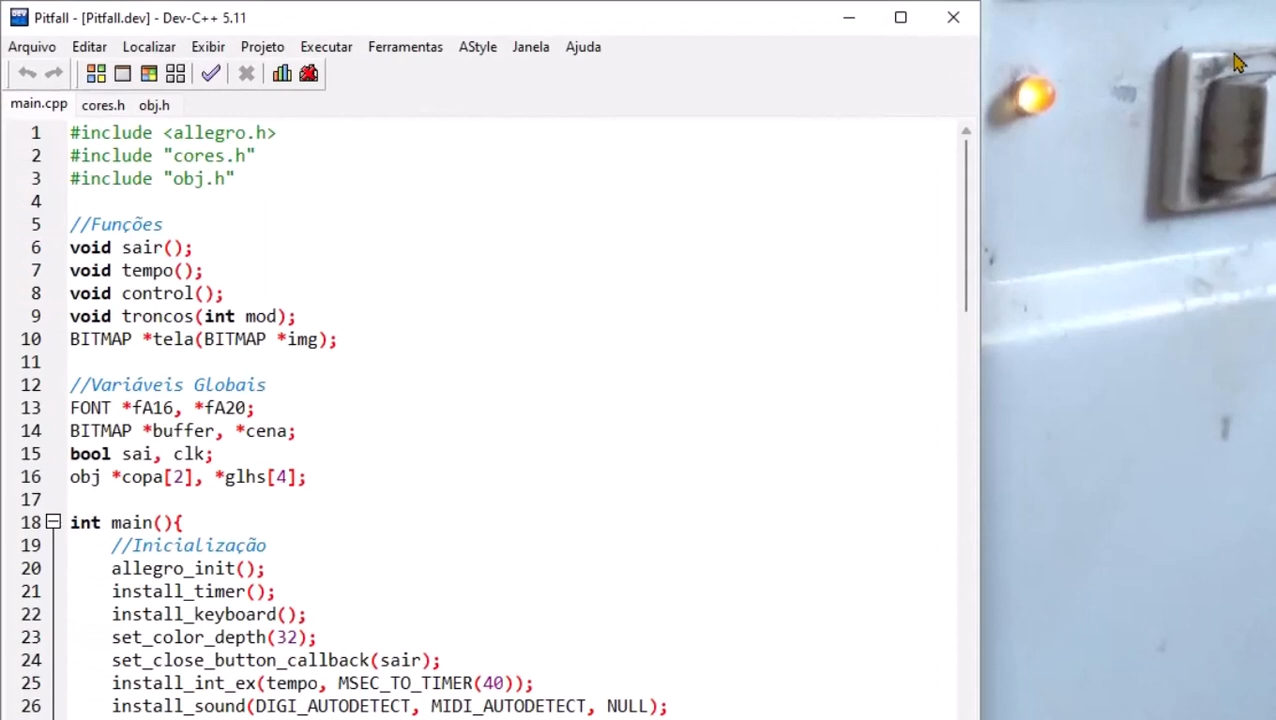 Pitfall - [Pitfall.dev] - Dev-C++ 5.11
Arquivo Editar Localizar Exibir Projeto Executar Ferramentas AStyle Janela Ajuda
main.cpp cores.h obj.h
1 #include <allegro.h>
2 #include "cores.h"
3 #include "obj.h"
4
5 //Funções
6 void sair();
7 void tempo();
8 void control();
9 void troncos(int mod);
10 BITMAP *tela(BITMAP *img);
11
12 //Variáveis Globais
13 FONT *fA16, *fA20;
14 BITMAP *buffer, *cena;
15 bool sai, clk;
16 obj *copa[2], *glhs[4];
17
18 int main(){
19 //Inicialização
20 allegro_init();
21 install_timer();
22 install_keyboard();
23 set_color_depth(32);
24 set_close_button_callback(sair);
25 install_int_ex(tempo, MSEC_TO_TIMER(40));
26 install_sound(DIGI_AUTODETECT, MIDI_AUTODETECT, NULL);